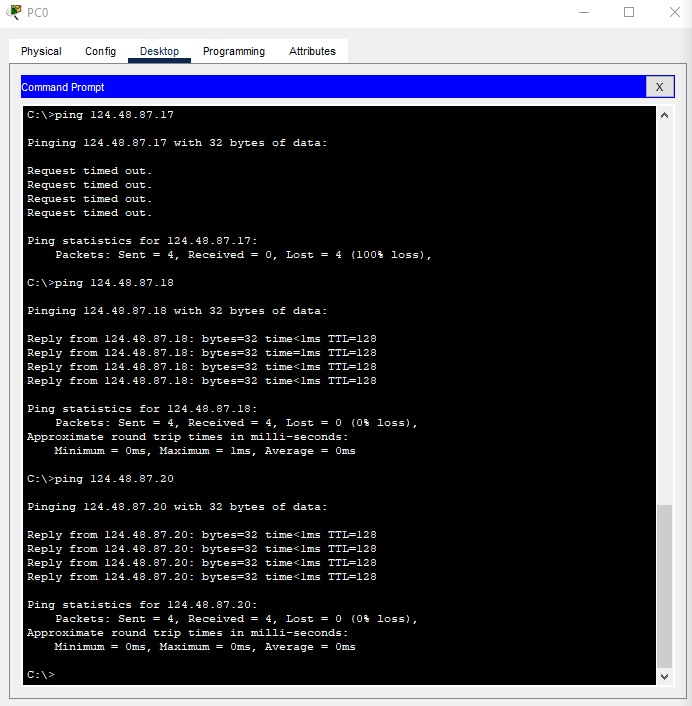 PC0
Physical Config Desktop Programming Attributes
Command Prompt X
C:\>ping 124.48.87.17
Pinging 124.48.87.17 with 32 bytes of data:
Request timed out.
Request timed out.
Request timed out.
Request timed out.
Ping statistics for 124.48.87.17:
Packets: Sent = 4, Received = 0, Lost = 4 (100% loss),
C:\>ping 124.48.87.18
Pinging 124.48.87.18 with 32 bytes of data:
Reply from 124.48.87.18: bytes=32 time<1ms TTL=128
Reply from 124.48.87.18: bytes=32 time=1ms TTL=128
Reply from 124.48.87.18: bytes=32 time<1ms TTL=128
Reply from 124.48.87.18: bytes=32 time<1ms TTL=128
Ping statistics for 124.48.87.18:
Packets: Sent = 4, Received = 4, Lost = 0 (0% loss),
Approximate round trip times in milli-seconds:
Minimum = 0ms, Maximum = 1ms, Average = 0ms
C:\>ping 124.48.87.20
Pinging 124.48.87.20 with 32 bytes of data:
Reply from 124.48.87.20: bytes=32 time<1ms TTL=128
Reply from 124.48.87.20: bytes=32 time<1ms TTL=128
Reply from 124.48.87.20: bytes=32 time<1ms TTL=128
Reply from 124.48.87.20: bytes=32 time<1ms TTL=128
Ping statistics for 124.48.87.20:
Packets: Sent = 4, Received = 4, Lost = 0 (0% loss),
Approximate round trip times in milli-seconds:
Minimum = 0ms, Maximum = 0ms, Average = 0ms
C:\>